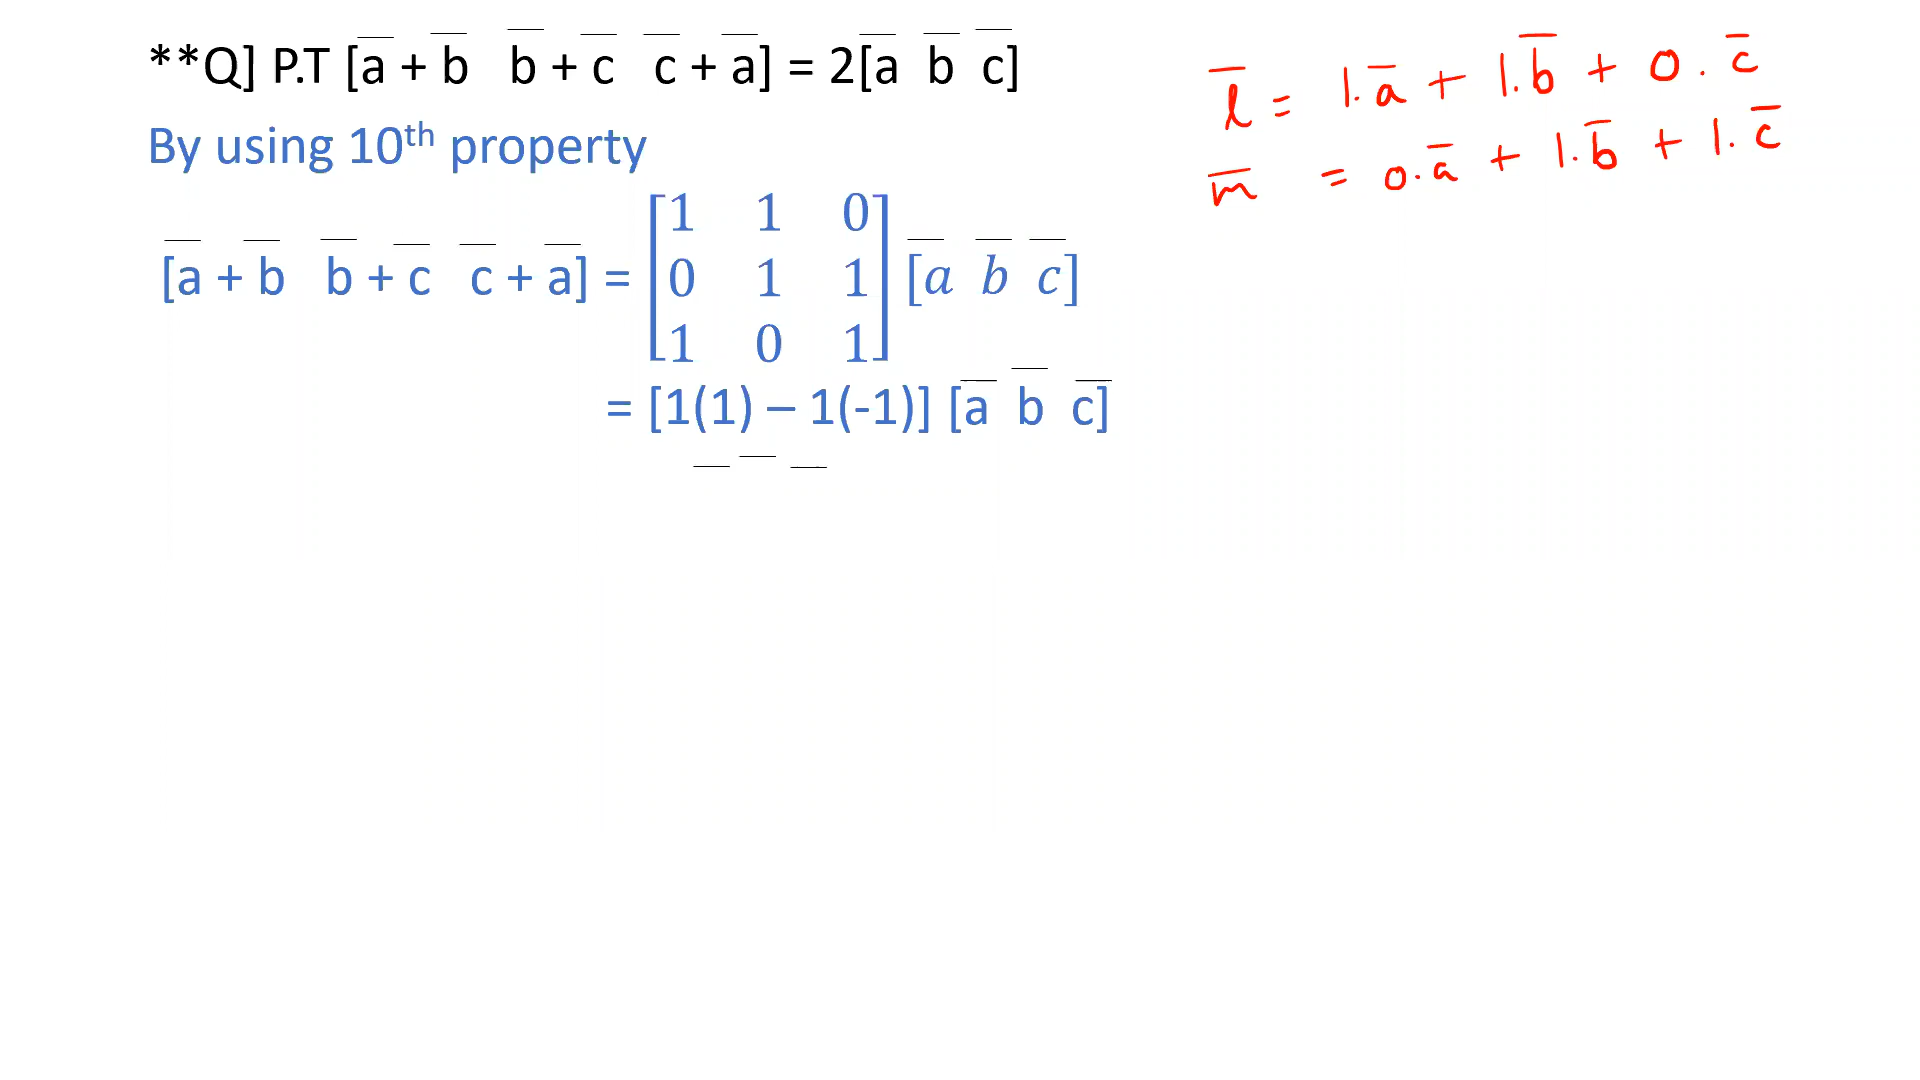 **Q] P.T [a̅ + b̅  b̅ + c̅  c̅ + a̅] = 2[a̅ b̅ c̅]
By using 10th property
[a̅ + b̅  b̅ + c̅  c̅ + a̅] = [1 1 0
0 1 1
1 0 1] [a̅ b̅ c̅]
= [1(1) – 1(-1)] [a̅ b̅ c̅]
l̅ = 1.a̅ + 1.b̅ + 0.c̅
m̅ = 0.a̅ + 1.b̅ + 1.c̅